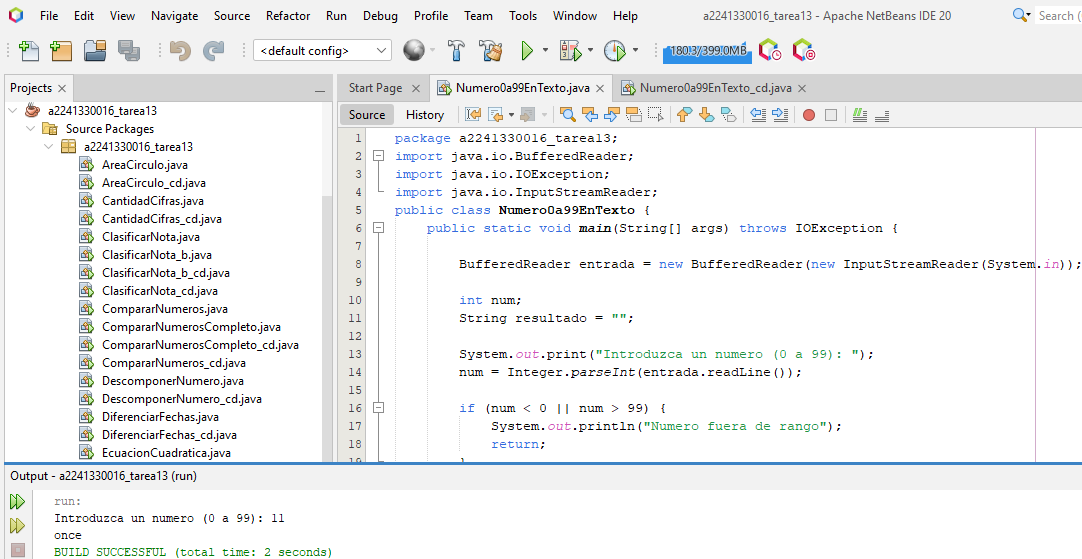 File Edit View Navigate Source Refactor Run Debug Profile Team Tools Window Help a2241330016_tarea13 - Apache NetBeans IDE 20 Search (
<default config> 180.3/399.0MB
Projects
a2241330016_tarea13
Source Packages
a2241330016_tarea13
AreaCirculo.java
AreaCirculo_cd.java
CantidadCifras.java
CantidadCifras_cd.java
ClasificarNota.java
ClasificarNota_b.java
ClasificarNota_b_cd.java
ClasificarNota_cd.java
CompararNumeros.java
CompararNumerosCompleto.java
CompararNumerosCompleto_cd.java
CompararNumeros_cd.java
DescomponerNumero.java
DescomponerNumero_cd.java
DiferenciarFechas.java
DiferenciarFechas_cd.java
EcuacionCuadratica.java
Start Page Numero0a99EnTexto.java Numero0a99EnTexto_cd.java
Source History
1 package a2241330016_tarea13;
2 import java.io.BufferedReader;
3 import java.io.IOException;
4 import java.io.InputStreamReader;
5 public class Numero0a99EnTexto {
6 public static void main(String[] args) throws IOException {
7
8 BufferedReader entrada = new BufferedReader(new InputStreamReader(System.in));
9
10 int num;
11 String resultado = "";
12
13 System.out.print("Introduzca un numero (0 a 99): ");
14 num = Integer.parseInt(entrada.readLine());
15
16 if (num < 0 || num > 99) {
17 System.out.println("Numero fuera de rango");
18 return;
19 }
Output - a2241330016_tarea13 (run)
run:
Introduzca un numero (0 a 99): 11
once
BUILD SUCCESSFUL (total time: 2 seconds)